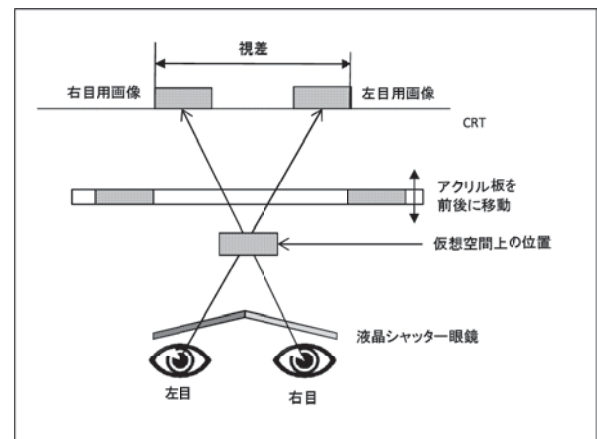 視差
右目用画像
左目用画像
CRT
アクリル板を
前後に移動
仮想空間上の位置
液晶シャッター眼鏡
左目
右目